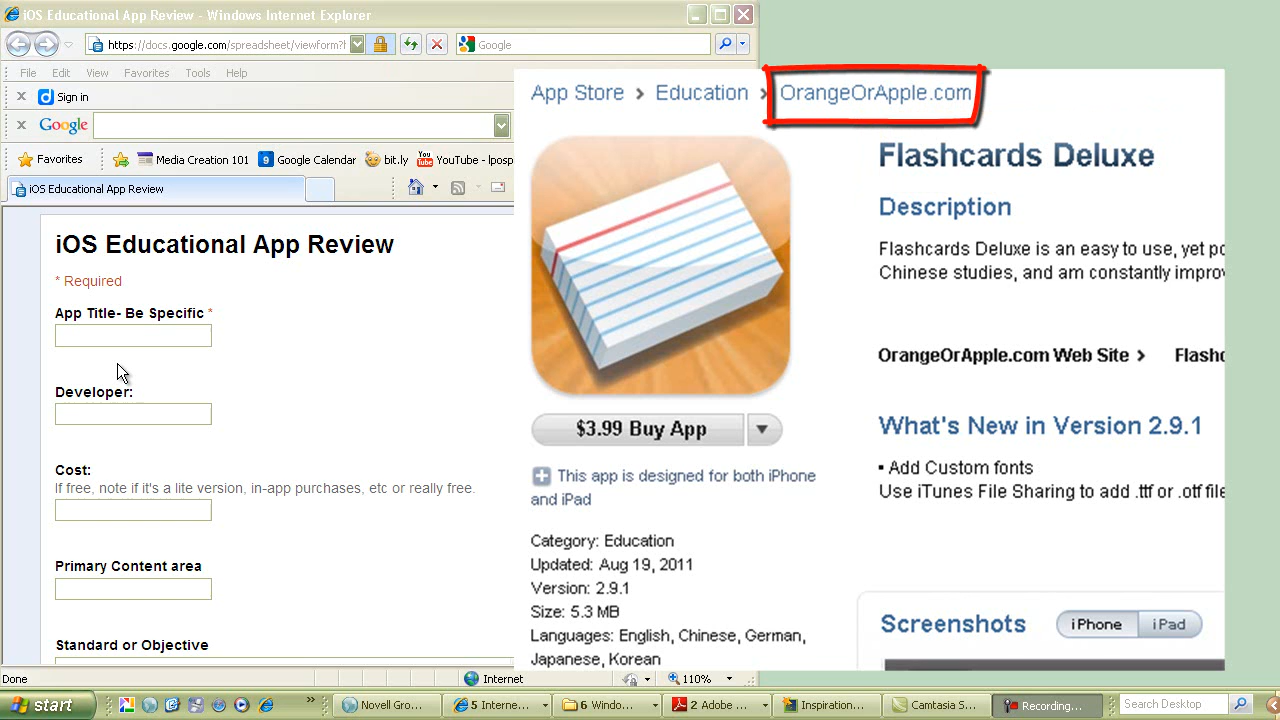 iOS Educational App Review - Windows Internet Explorer
https://docs.google.com/spreadsheet/viewform?f
Google
File Edit View Favorites Tools Help
Sign in
Google
Favorites Media Creation 101 Google Calendar bit.ly YouTube - lposp
iOS Educational App Review
iOS Educational App Review
* Required
App Title- Be Specific *
Developer:
Cost:
If free, note if it's a lite version, in-app purchases, etc or really free.
Primary Content area
Standard or Objective
App Store > Education > OrangeOrApple.com
$3.99 Buy App
This app is designed for both iPhone
and iPad
Category: Education
Updated: Aug 19, 2011
Version: 2.9.1
Size: 5.3 MB
Languages: English, Chinese, German,
Japanese, Korean
Flashcards Deluxe
Description
Flashcards Deluxe is an easy to use, yet po
Chinese studies, and am constantly improv
OrangeOrApple.com Web Site > Flashc
What's New in Version 2.9.1
▪ Add Custom fonts
Use iTunes File Sharing to add .ttf or .otf file
Screenshots iPhone iPad
Done Internet 110%
start Novell Gro... 5 Interne... 6 Windo... 2 Adobe ... Inspiration... Camtasia S... Recording... Search Desktop